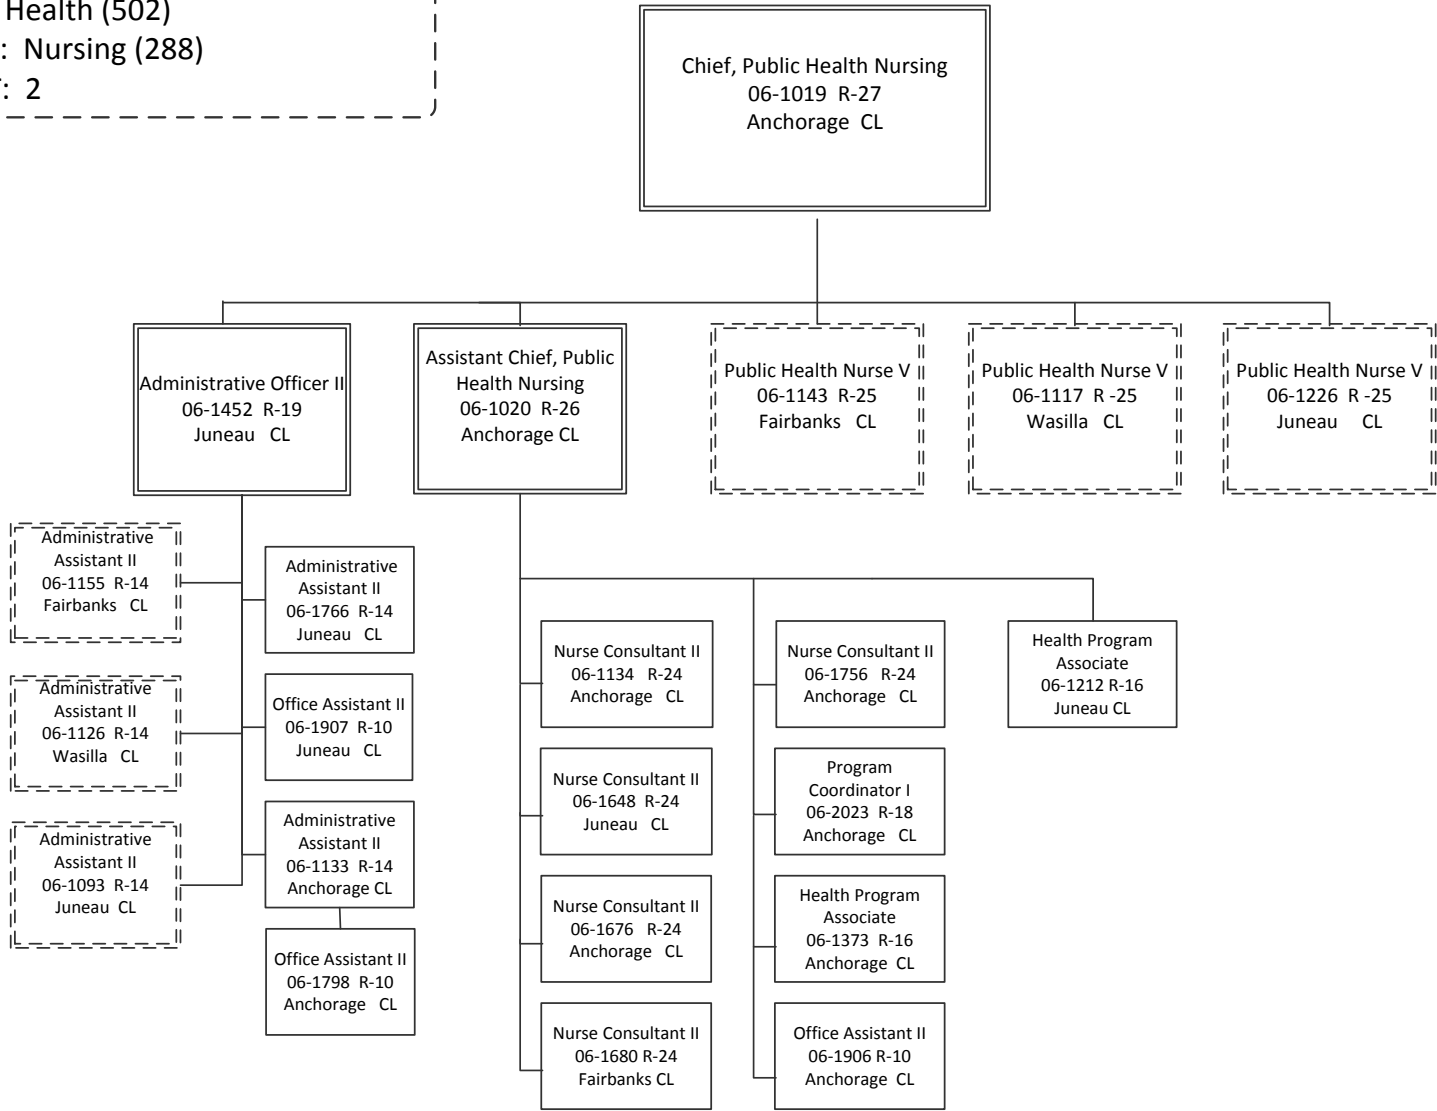 Health (502)
: Nursing (288)
: 2
Chief, Public Health Nursing
06-1019 R-27
Anchorage CL
Administrative Officer II
06-1452 R-19
Juneau CL
Assistant Chief, Public
Health Nursing
06-1020 R-26
Anchorage CL
Public Health Nurse V
06-1143 R-25
Fairbanks CL
Public Health Nurse V
06-1117 R -25
Wasilla CL
Public Health Nurse V
06-1226 R -25
Juneau CL
Administrative
Assistant II
06-1155 R-14
Fairbanks CL
Administrative
Assistant II
06-1126 R-14
Wasilla CL
Administrative
Assistant II
06-1093 R-14
Juneau CL
Administrative
Assistant II
06-1766 R-14
Juneau CL
Office Assistant II
06-1907 R-10
Juneau CL
Administrative
Assistant II
06-1133 R-14
Anchorage CL
Office Assistant II
06-1798 R-10
Anchorage CL
Nurse Consultant II
06-1134 R-24
Anchorage CL
Nurse Consultant II
06-1648 R-24
Juneau CL
Nurse Consultant II
06-1676 R-24
Anchorage CL
Nurse Consultant II
06-1680 R-24
Fairbanks CL
Nurse Consultant II
06-1756 R-24
Anchorage CL
Program
Coordinator I
06-2023 R-18
Anchorage CL
Health Program
Associate
06-1373 R-16
Anchorage CL
Office Assistant II
06-1906 R-10
Anchorage CL
Health Program
Associate
06-1212 R-16
Juneau CL